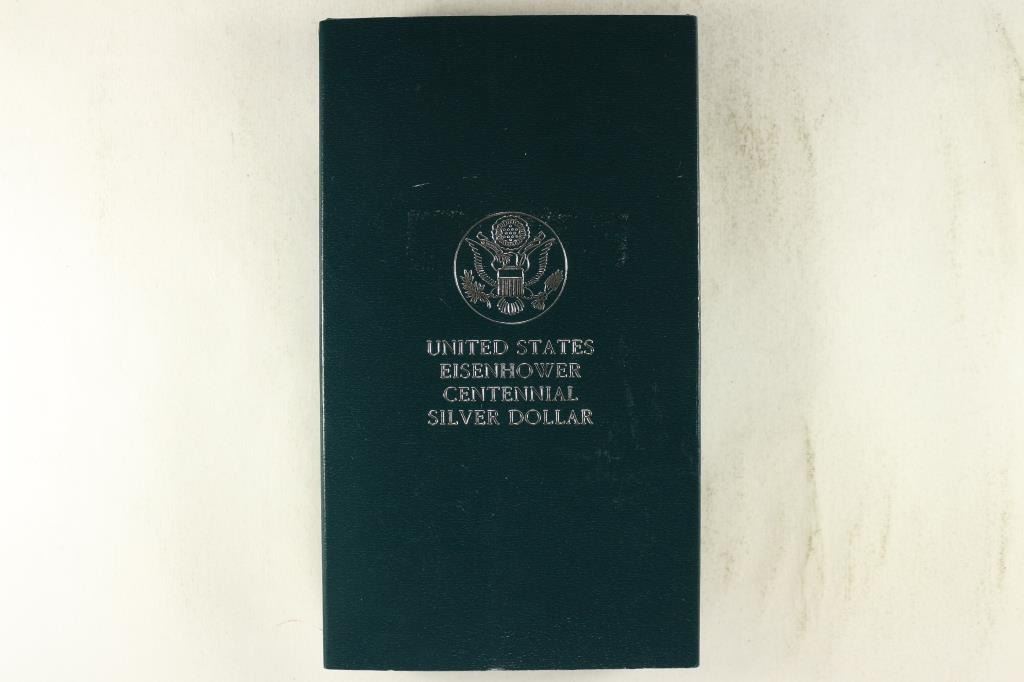 UNITED STATES
EISENHOWER
CENTENNIAL
SILVER DOLLAR